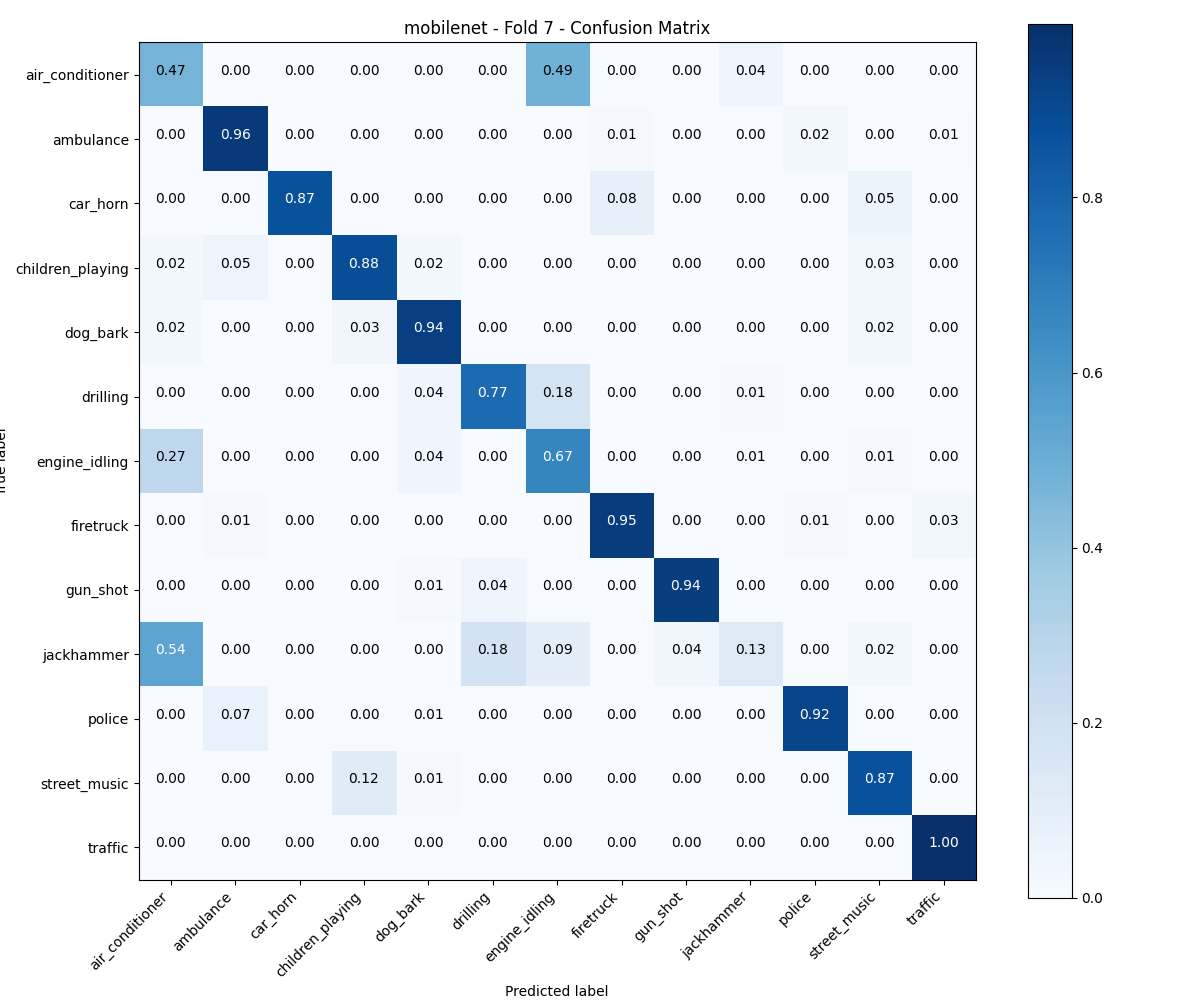 mobilenet - Fold 7 - Confusion Matrix
air_conditioner 0.47 0.00 0.00 0.00 0.00 0.00 0.49 0.00 0.00 0.04 0.00 0.00 0.00
ambulance 0.00 0.96 0.00 0.00 0.00 0.00 0.00 0.01 0.00 0.00 0.02 0.00 0.01
car_horn 0.00 0.00 0.87 0.00 0.00 0.00 0.00 0.08 0.00 0.00 0.00 0.05 0.00
children_playing 0.02 0.05 0.00 0.88 0.02 0.00 0.00 0.00 0.00 0.00 0.00 0.03 0.00
dog_bark 0.02 0.00 0.00 0.03 0.94 0.00 0.00 0.00 0.00 0.00 0.00 0.02 0.00
drilling 0.00 0.00 0.00 0.00 0.04 0.77 0.18 0.00 0.00 0.01 0.00 0.00 0.00
engine_idling 0.27 0.00 0.00 0.00 0.04 0.00 0.67 0.00 0.00 0.01 0.00 0.01 0.00
firetruck 0.00 0.01 0.00 0.00 0.00 0.00 0.00 0.95 0.00 0.00 0.01 0.00 0.03
gun_shot 0.00 0.00 0.00 0.00 0.01 0.04 0.00 0.00 0.94 0.00 0.00 0.00 0.00
jackhammer 0.54 0.00 0.00 0.00 0.00 0.18 0.09 0.00 0.04 0.13 0.00 0.02 0.00
police 0.00 0.07 0.00 0.00 0.01 0.00 0.00 0.00 0.00 0.00 0.92 0.00 0.00
street_music 0.00 0.00 0.00 0.12 0.01 0.00 0.00 0.00 0.00 0.00 0.00 0.87 0.00
traffic 0.00 0.00 0.00 0.00 0.00 0.00 0.00 0.00 0.00 0.00 0.00 0.00 1.00
air_conditioner ambulance car_horn children_playing dog_bark drilling engine_idling firetruck gun_shot jackhammer police street_music traffic
Predicted label
label
0.8
0.6
0.4
0.2
0.0